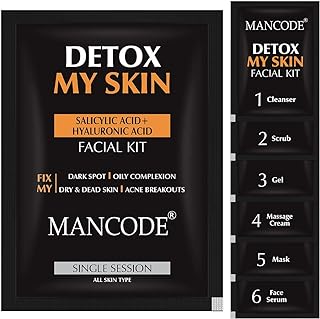 DETOX
MY SKIN
SALICYLIC ACID+
HYALURONIC ACID
FACIAL KIT
FIX MY
DARK SPOT | OILY COMPLEXION
DRY & DEAD SKIN | ACNE BREAKOUTS
MANCODE®
SINGLE SESSION
ALL SKIN TYPE
MANCODE®
DETOX
MY SKIN
FACIAL KIT
1 Cleanser
2 Scrub
3 Gel
4 Massage Cream
5 Mask
6 Face Serum